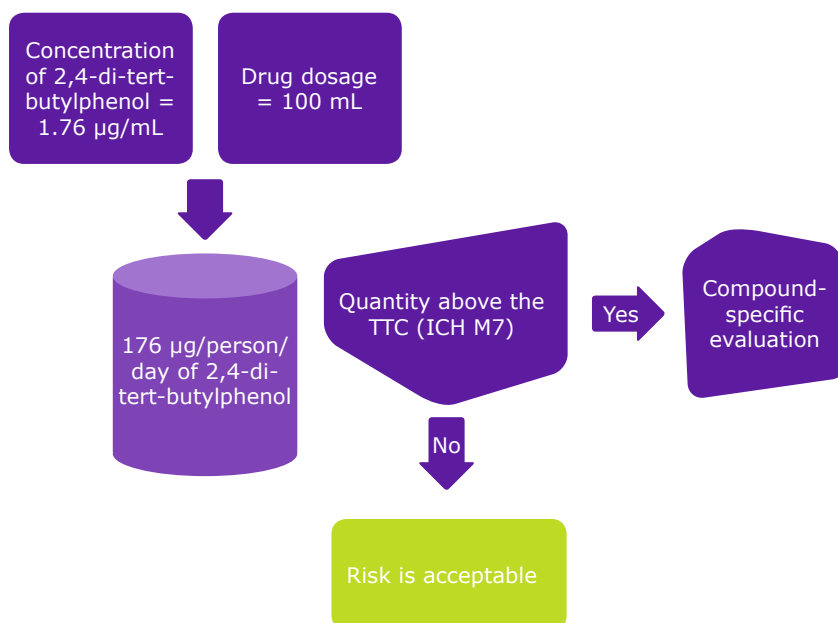 Concentration
of 2,4-di-tert-
butylphenol =
1.76 µg/mL
Drug dosage
= 100 mL
176 µg/person/
day of 2,4-di-
tert-butylphenol
Quantity above the
TTC (ICH M7)
Yes
Compound-
specific
evaluation
No
Risk is acceptable